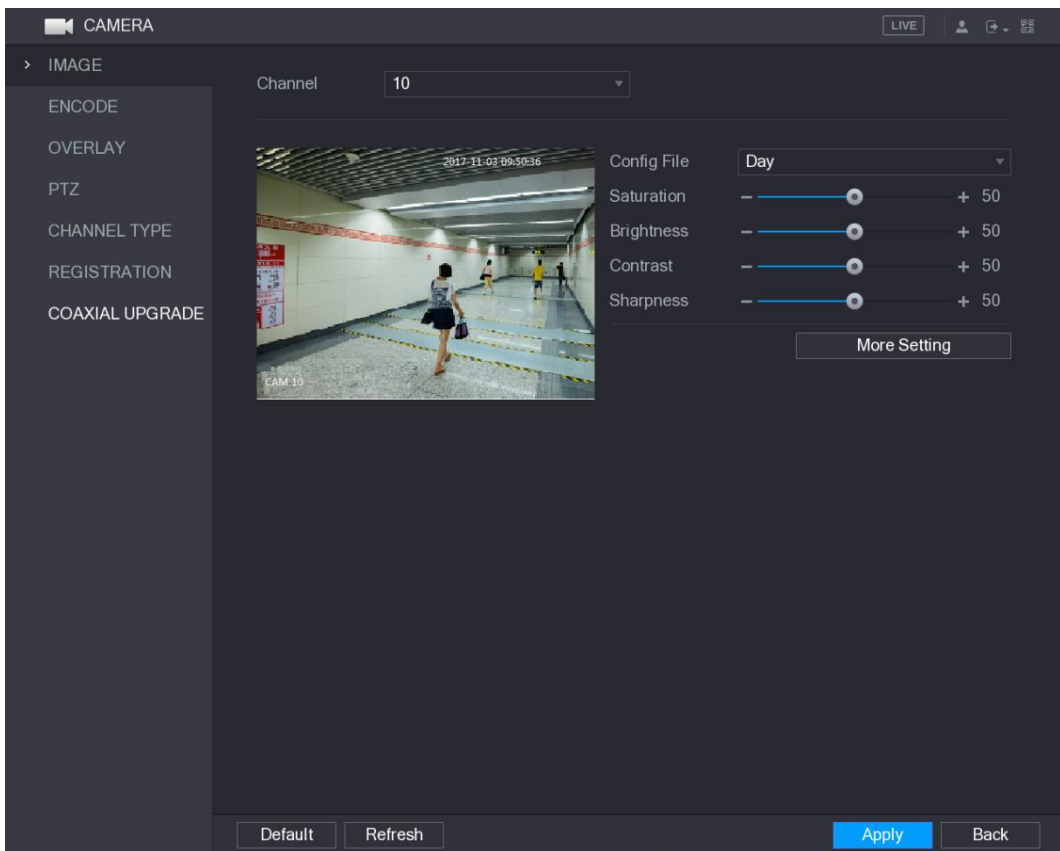 CAMERA
LIVE
IMAGE
ENCODE
OVERLAY
PTZ
CHANNEL TYPE
REGISTRATION
COAXIAL UPGRADE
Channel 10
2017-11-03 09:50:36
CAM 10
Config File Day
Saturation 50
Brightness 50
Contrast 50
Sharpness 50
More Setting
Default Refresh Apply Back